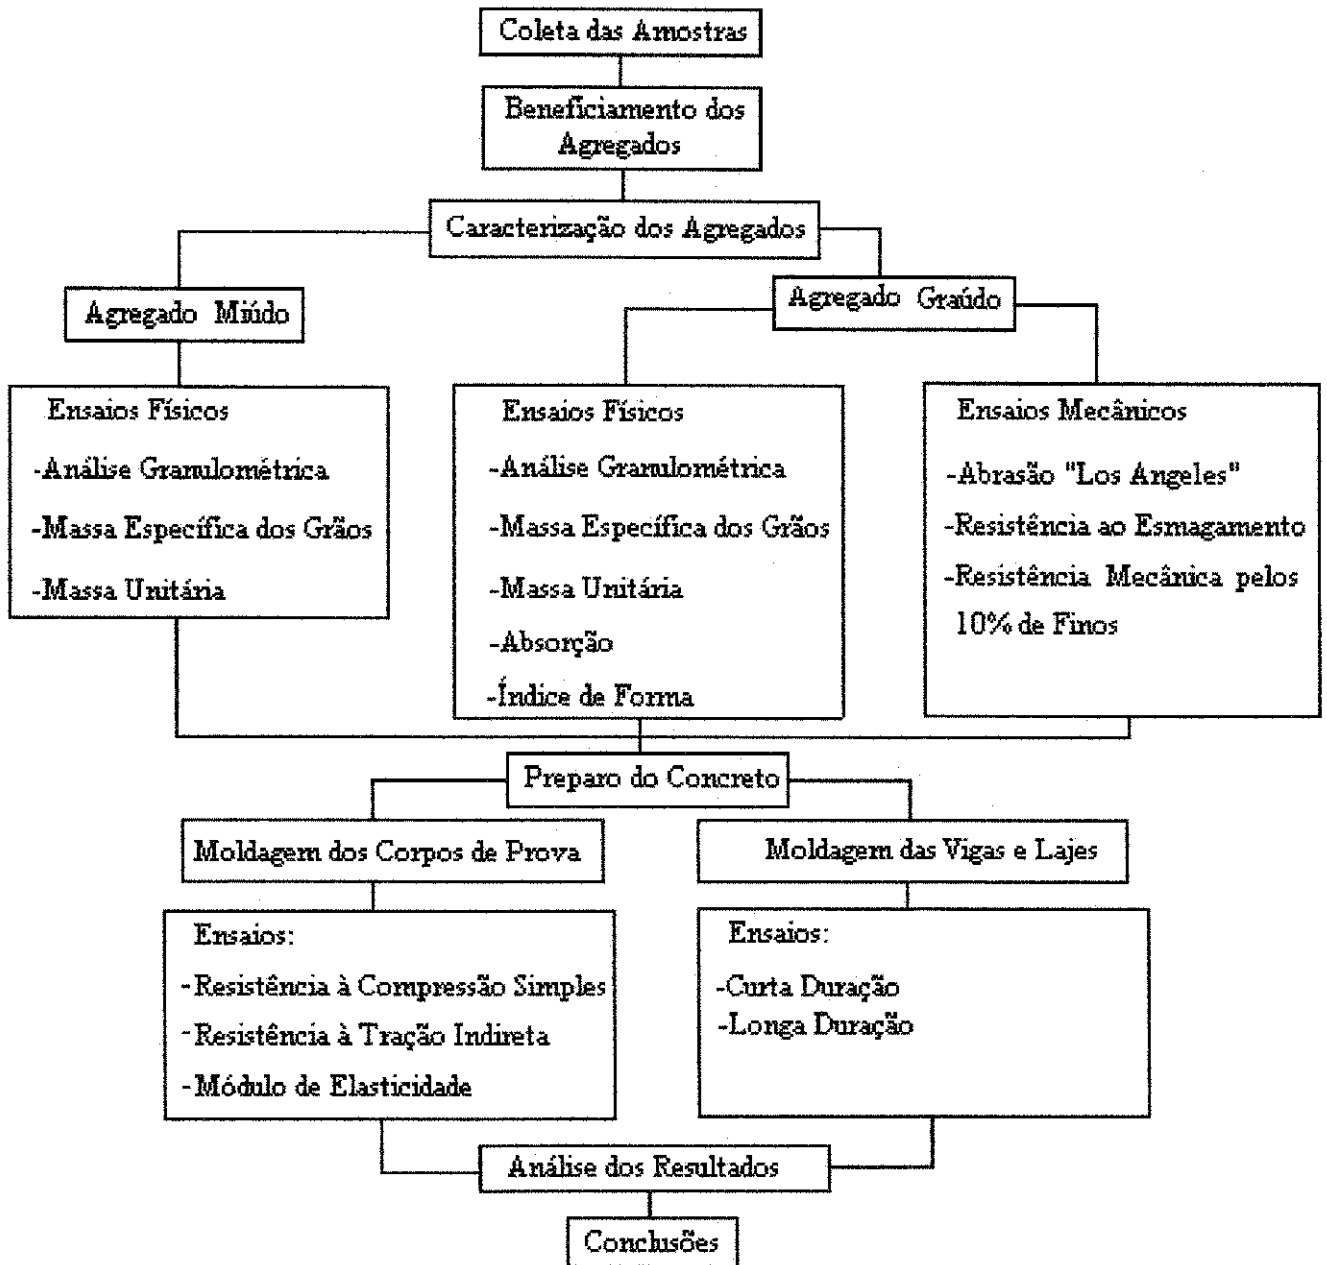 Coleta das Amostras
Beneficiamento dos
Agregados
Caracterização dos Agregados
Agregado Miúdo
Agregado Graúdo
Ensaios Físicos
-Análise Granulométrica
-Massa Específica dos Grãos
-Massa Unitária
Ensaios Físicos
-Análise Granulométrica
-Massa Específica dos Grãos
-Massa Unitária
-Absorção
-Índice de Forma
Ensaios Mecânicos
-Abrasão "Los Angeles"
-Resistência ao Esmagamento
-Resistência Mecânica pelos
10% de Finos
Preparo do Concreto
Moldagem dos Corpos de Prova
Moldagem das Vigas e Lajes
Ensaios:
-Resistência à Compressão Simples
-Resistência à Tração Indireta
-Módulo de Elasticidade
Ensaios:
-Curta Duração
-Longa Duração
Análise dos Resultados
Conclusões